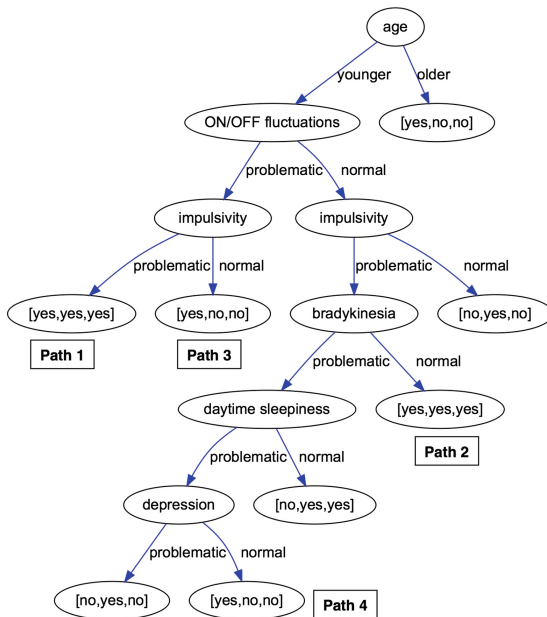 age
younger
older
ON/OFF fluctuations
[yes,no,no]
problematic
normal
impulsivity
impulsivity
problematic
normal
problematic
normal
[yes,yes,yes]
[yes,no,no]
bradykinesia
[no,yes,no]
Path 1
Path 3
problematic
normal
daytime sleepiness
[yes,yes,yes]
Path 2
problematic
normal
depression
[no,yes,yes]
problematic
normal
[no,yes,no]
[yes,no,no]
Path 4